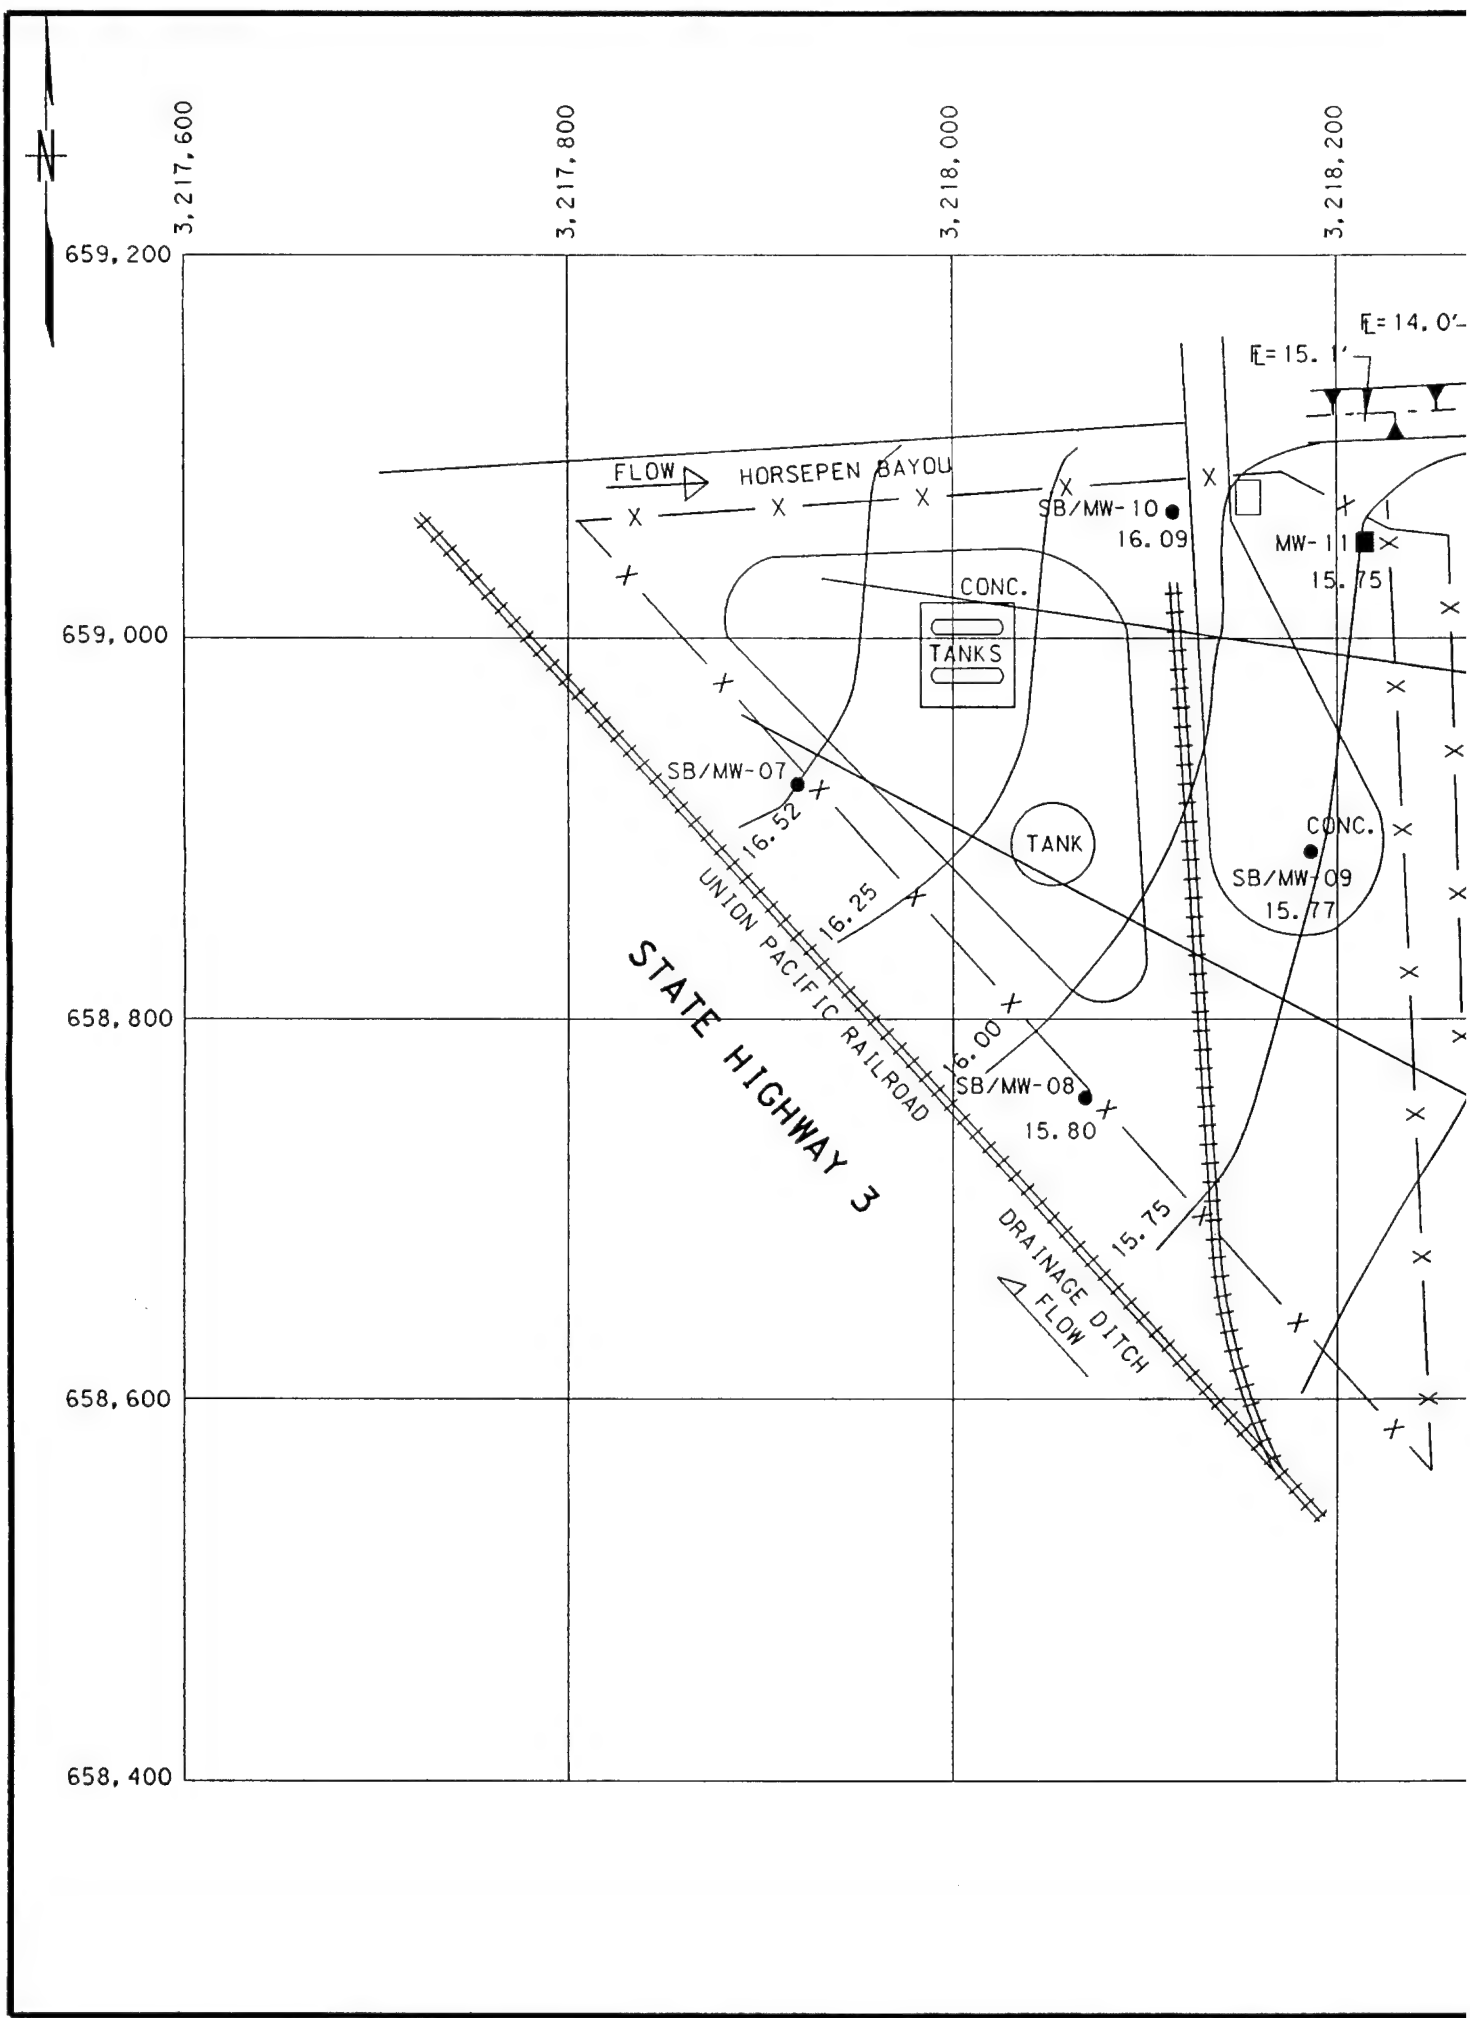 N
3,217,600
3,217,800
3,218,000
3,218,200
659,200
FL=14.0'
FL=15.1'
FLOW
HORSEPEN BAYOU
SB/MW-10
16.09
MW-11
15.75
CONC.
659,000
TANKS
SB/MW-07
16.52
TANK
CONC.
SB/MW-09
15.77
16.25
UNION PACIFIC RAILROAD
STATE HIGHWAY 3
658,800
16.00
SB/MW-08
15.80
15.75
DRAINAGE DITCH
FLOW
658,600
658,400